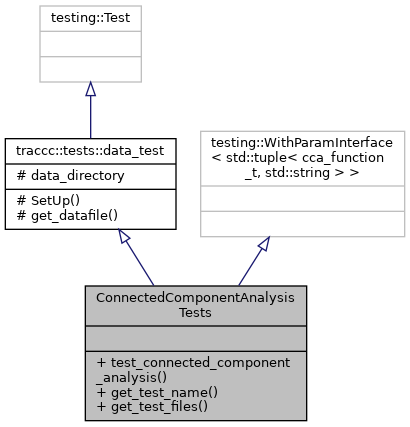 testing::Test
traccc::tests::data_test
# data_directory
# SetUp()
# get_datafile()
testing::WithParamInterface
< std::tuple< cca_function
_t, std::string > >
ConnectedComponentAnalysis
Tests
+ test_connected_component
_analysis()
+ get_test_name()
+ get_test_files()